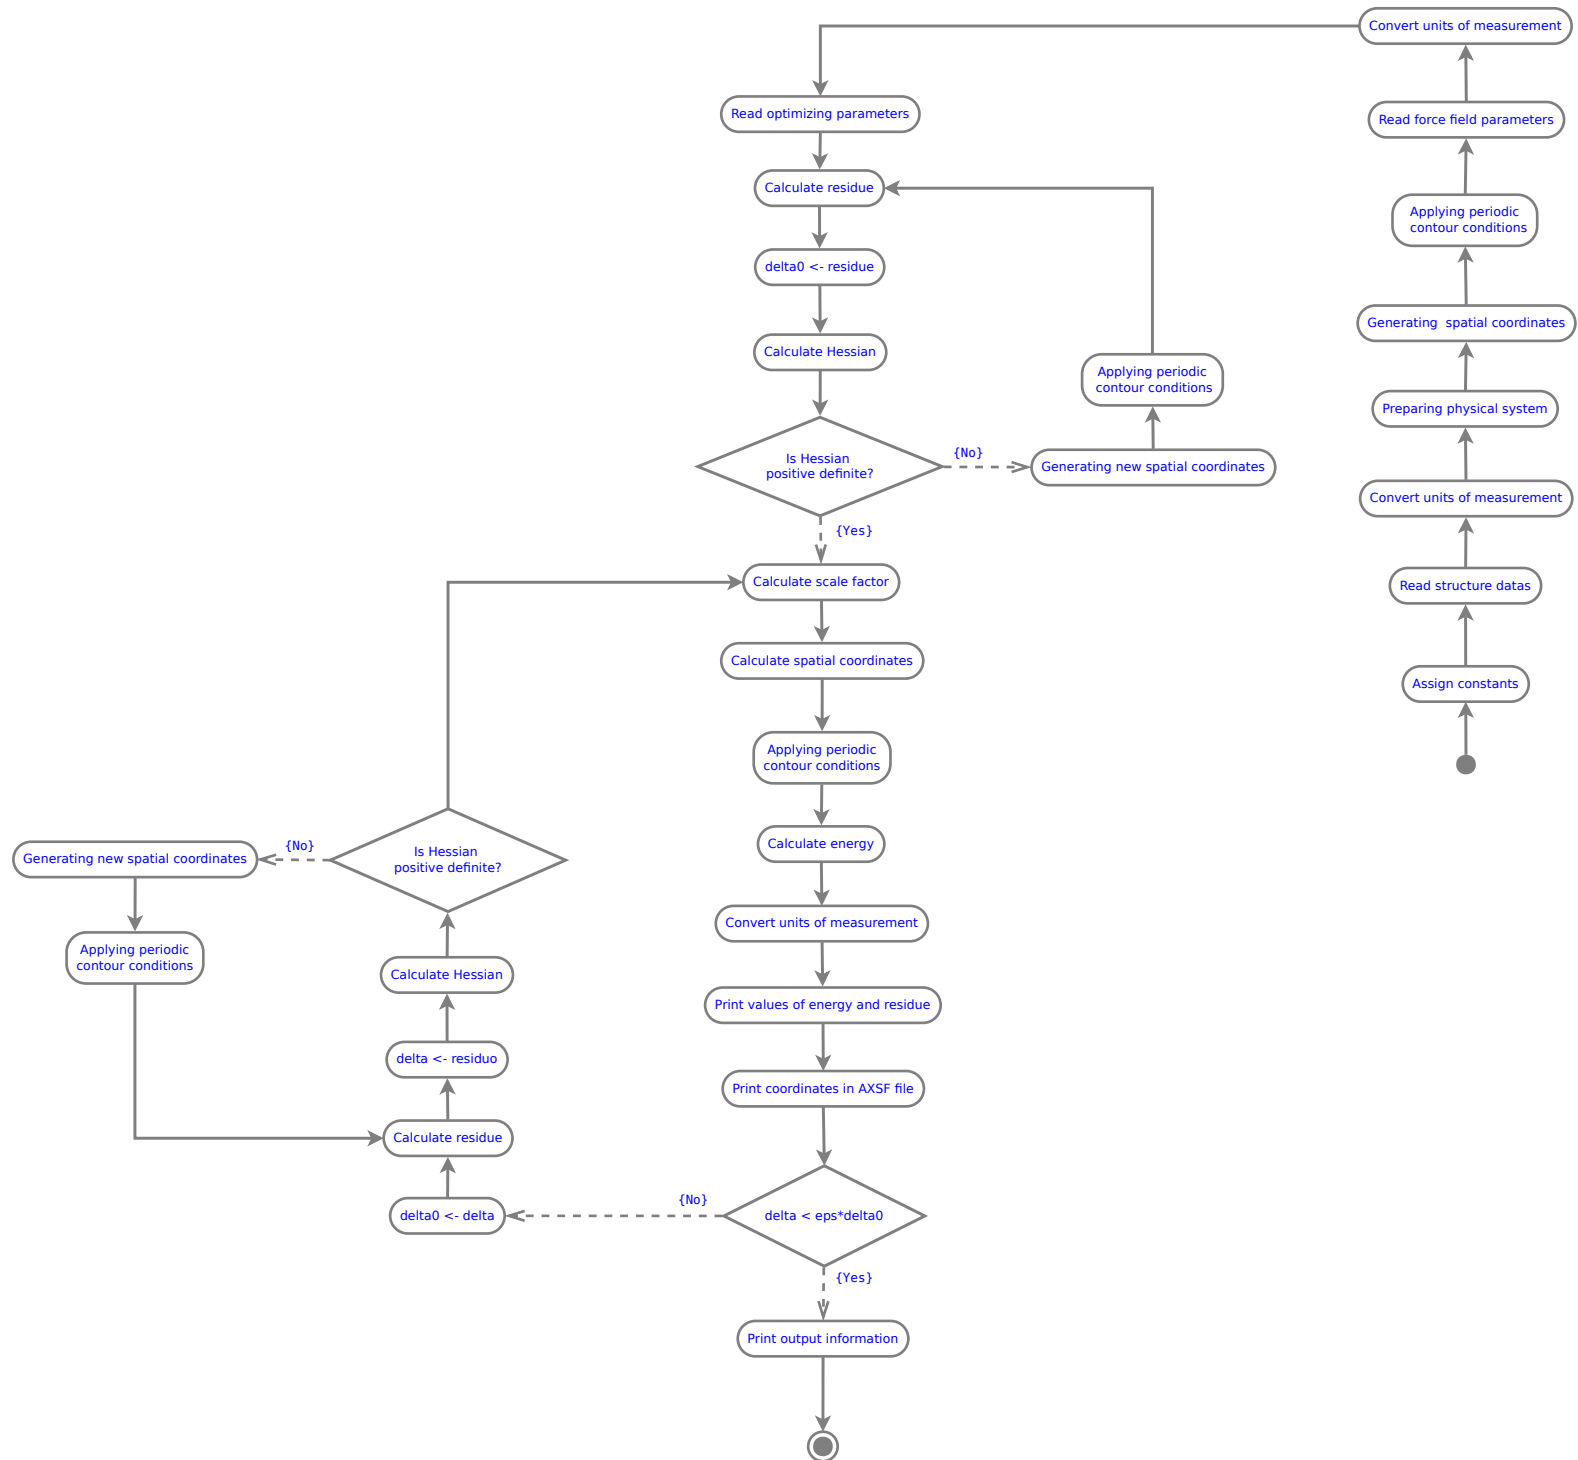 Convert units of measurement
Read force field parameters
Applying periodic
contour conditions
Generating  spatial coordinates
Preparing physical system
Convert units of measurement
Read structure datas
Assign constants
Read optimizing parameters
Calculate residue
delta0 <- residue
Calculate Hessian
Is Hessian
positive definite?
{No}
Generating new spatial coordinates
Applying periodic
contour conditions
{Yes}
Calculate scale factor
Calculate spatial coordinates
Applying periodic
contour conditions
Calculate energy
Convert units of measurement
Print values of energy and residue
Print coordinates in AXSF file
delta < eps*delta0
{No}
{Yes}
Print output information
delta0 <- delta
Calculate residue
delta <- residuo
Calculate Hessian
Is Hessian
positive definite?
{No}
Generating new spatial coordinates
Applying periodic
contour conditions